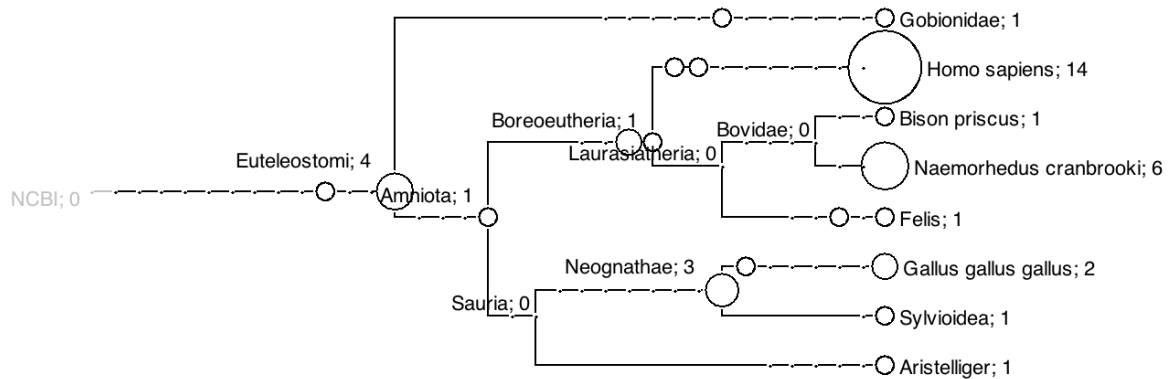 Gobionidae; 1
Homo sapiens; 14
Boreoeutheria; 1
Bison priscus; 1
Bovidae; 0
Laurasiatheria; 0
Euteleostomi; 4
Naemorhedus cranbrooki; 6
NCBI; 0
Amniota; 1
Felis; 1
Neognathae; 3
Gallus gallus gallus; 2
Sauria; 0
Sylvioidea; 1
Aristelliger; 1